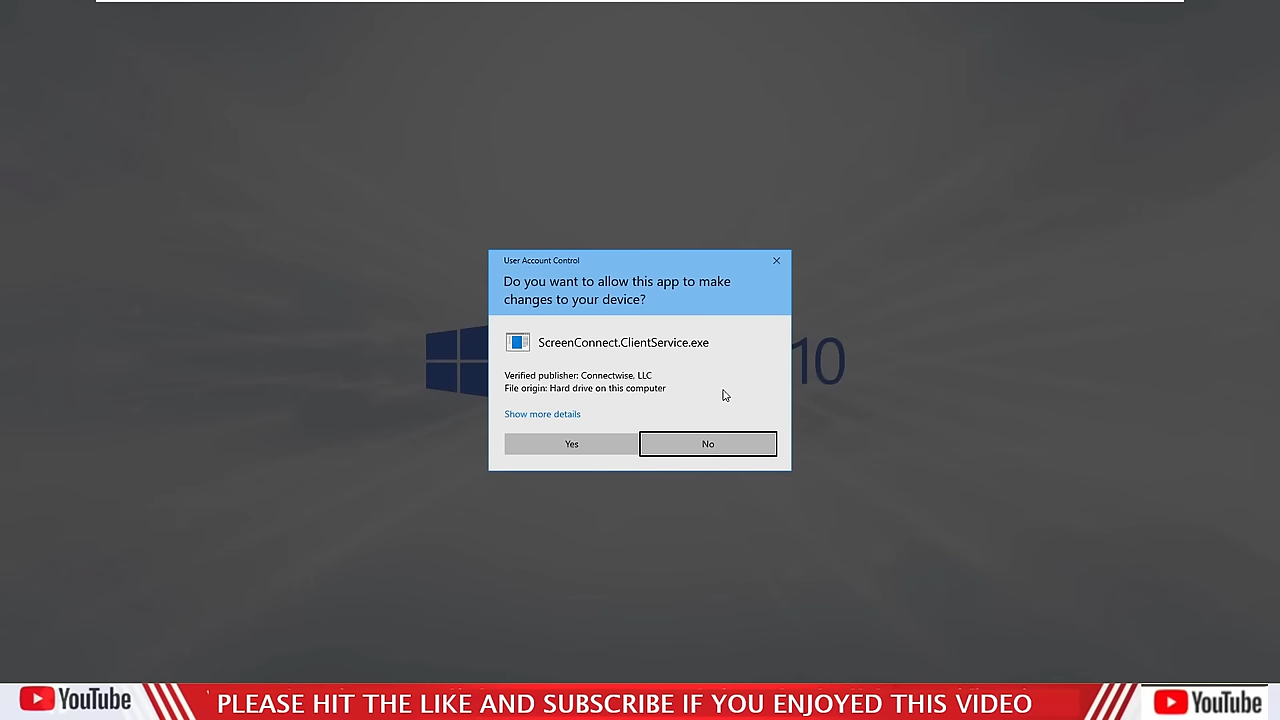 User Account Control
Do you want to allow this app to make
changes to your device?
ScreenConnect.ClientService.exe
Verified publisher: Connectwise, LLC
File origin: Hard drive on this computer
Show more details
Yes
No
10
YouTube
PLEASE HIT THE LIKE AND SUBSCRIBE IF YOU ENJOYED THIS VIDEO
YouTube